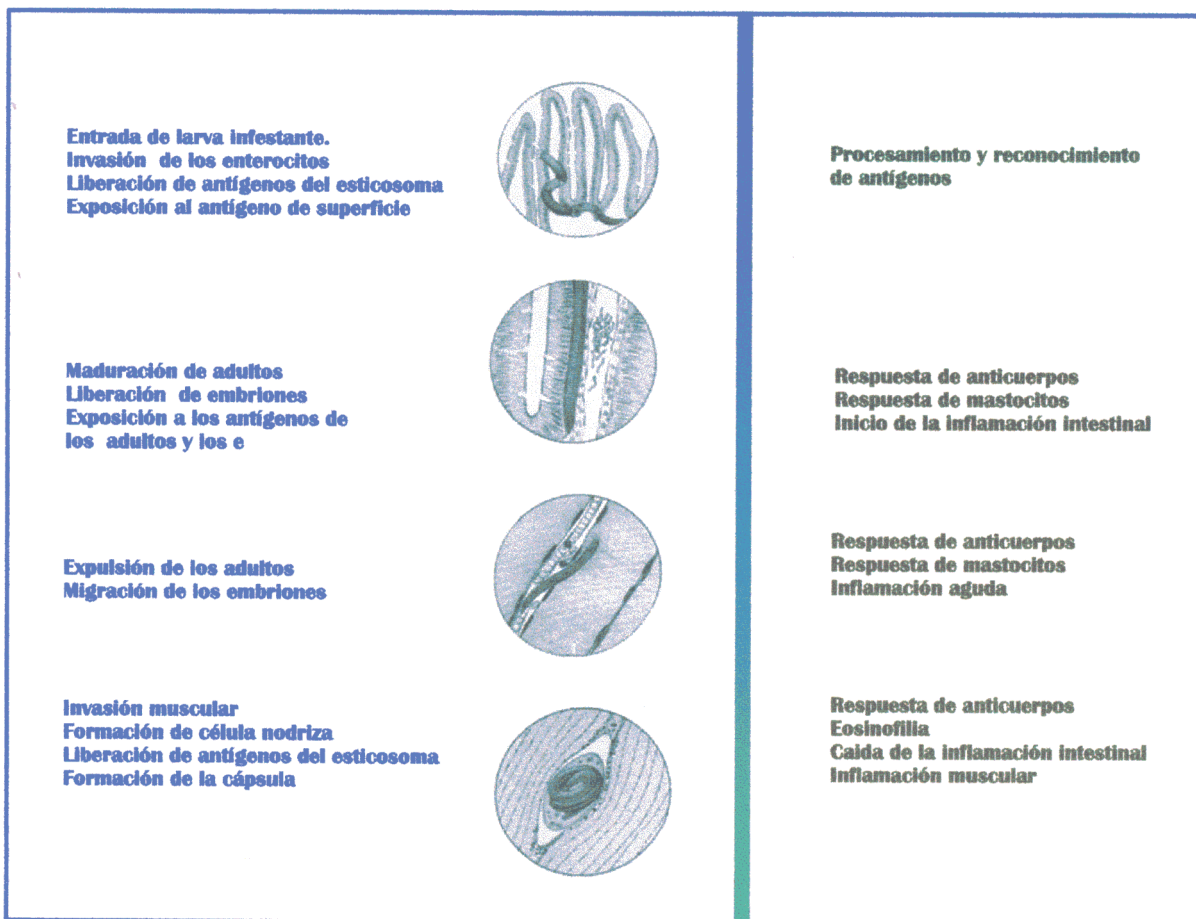 Entrada de larva infestante.
Invasión de los enterocitos
Liberación de antígenos del esticosoma
Exposición al antígeno de superficie
Procesamiento y reconocimiento
de antígenos
Maduración de adultos
Liberación de embriones
Exposición a los antígenos de
los adultos y los e
Respuesta de anticuerpos
Respuesta de mastocitos
Inicio de la inflamación intestinal
Expulsión de los adultos
Migración de los embriones
Respuesta de anticuerpos
Respuesta de mastocitos
Inflamación aguda
Invasión muscular
Formación de célula nodriza
Liberación de antígenos del esticosoma
Formación de la cápsula
Respuesta de anticuerpos
Eosinofilia
Caida de la inflamación intestinal
Inflamación muscular